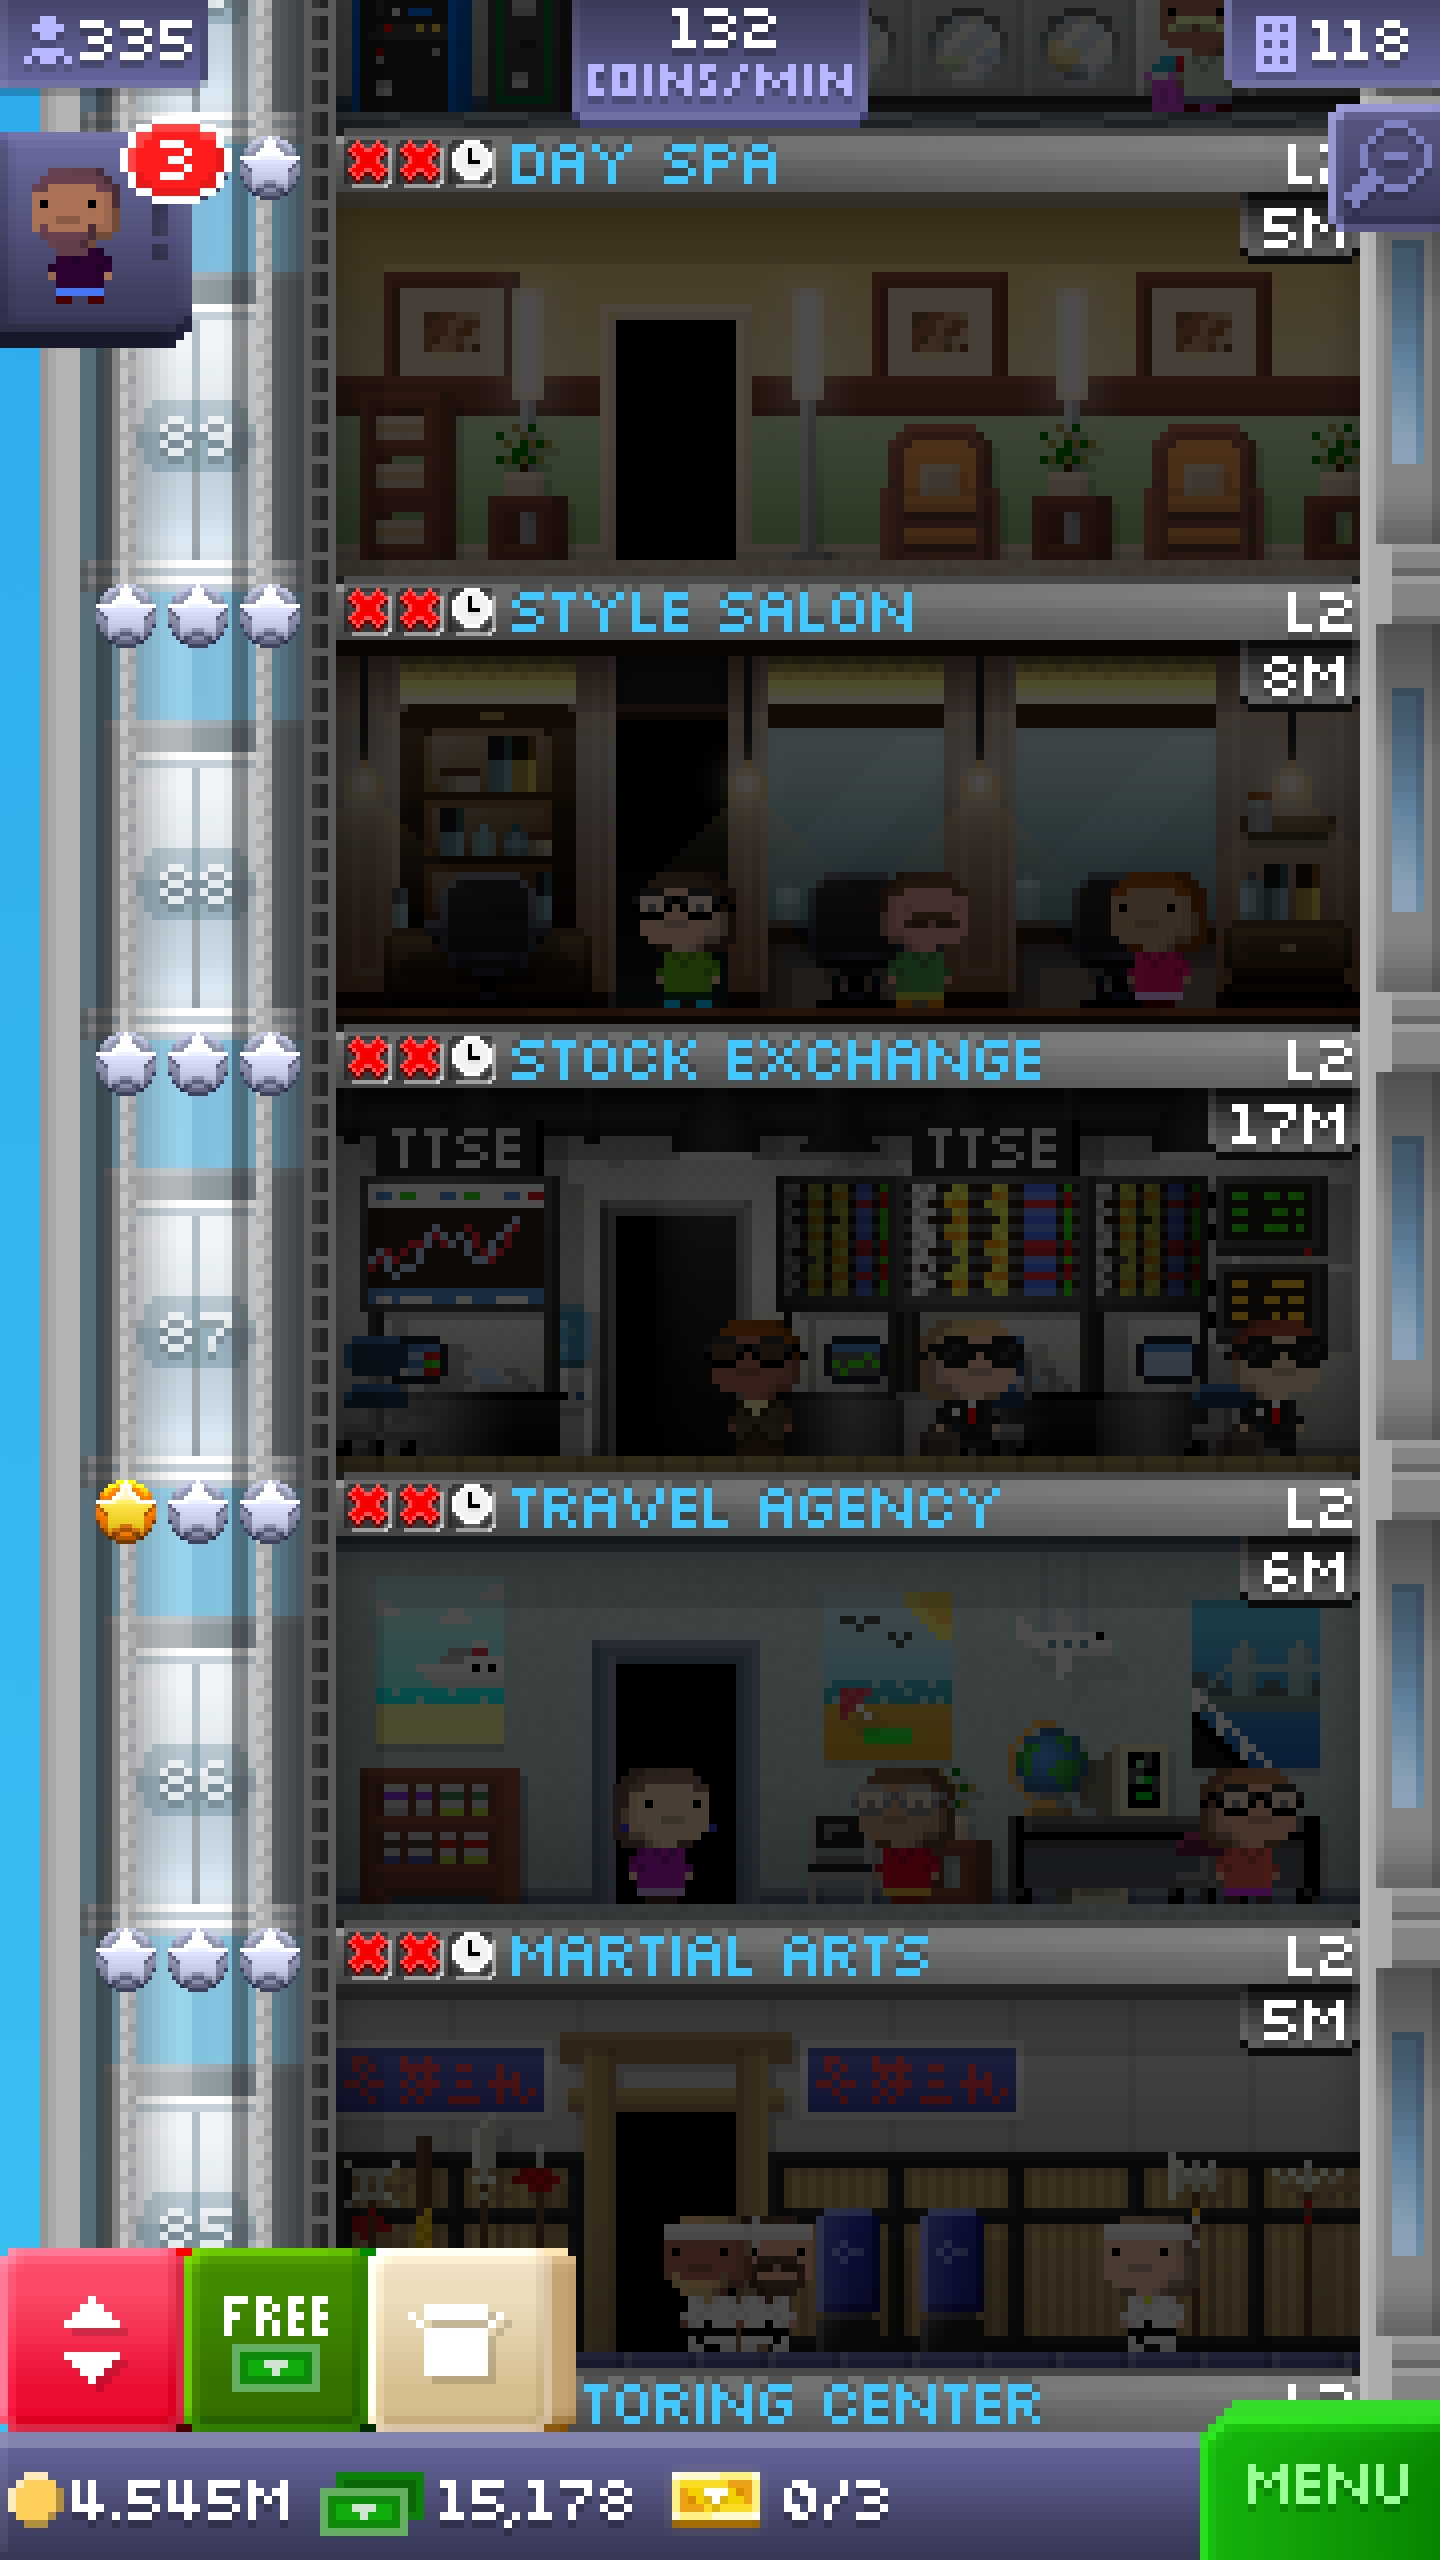 335
132
COINS/MIN
118
3
DAY SPA
5M
89
STYLE SALON L2
8M
88
STOCK EXCHANGE L2
17M
TTSE TTSE
87
TRAVEL AGENCY L2
6M
86
MARTIAL ARTS L2
5M
85
FREE
TORING CENTER
4.545M 15,178 0/3
MENU